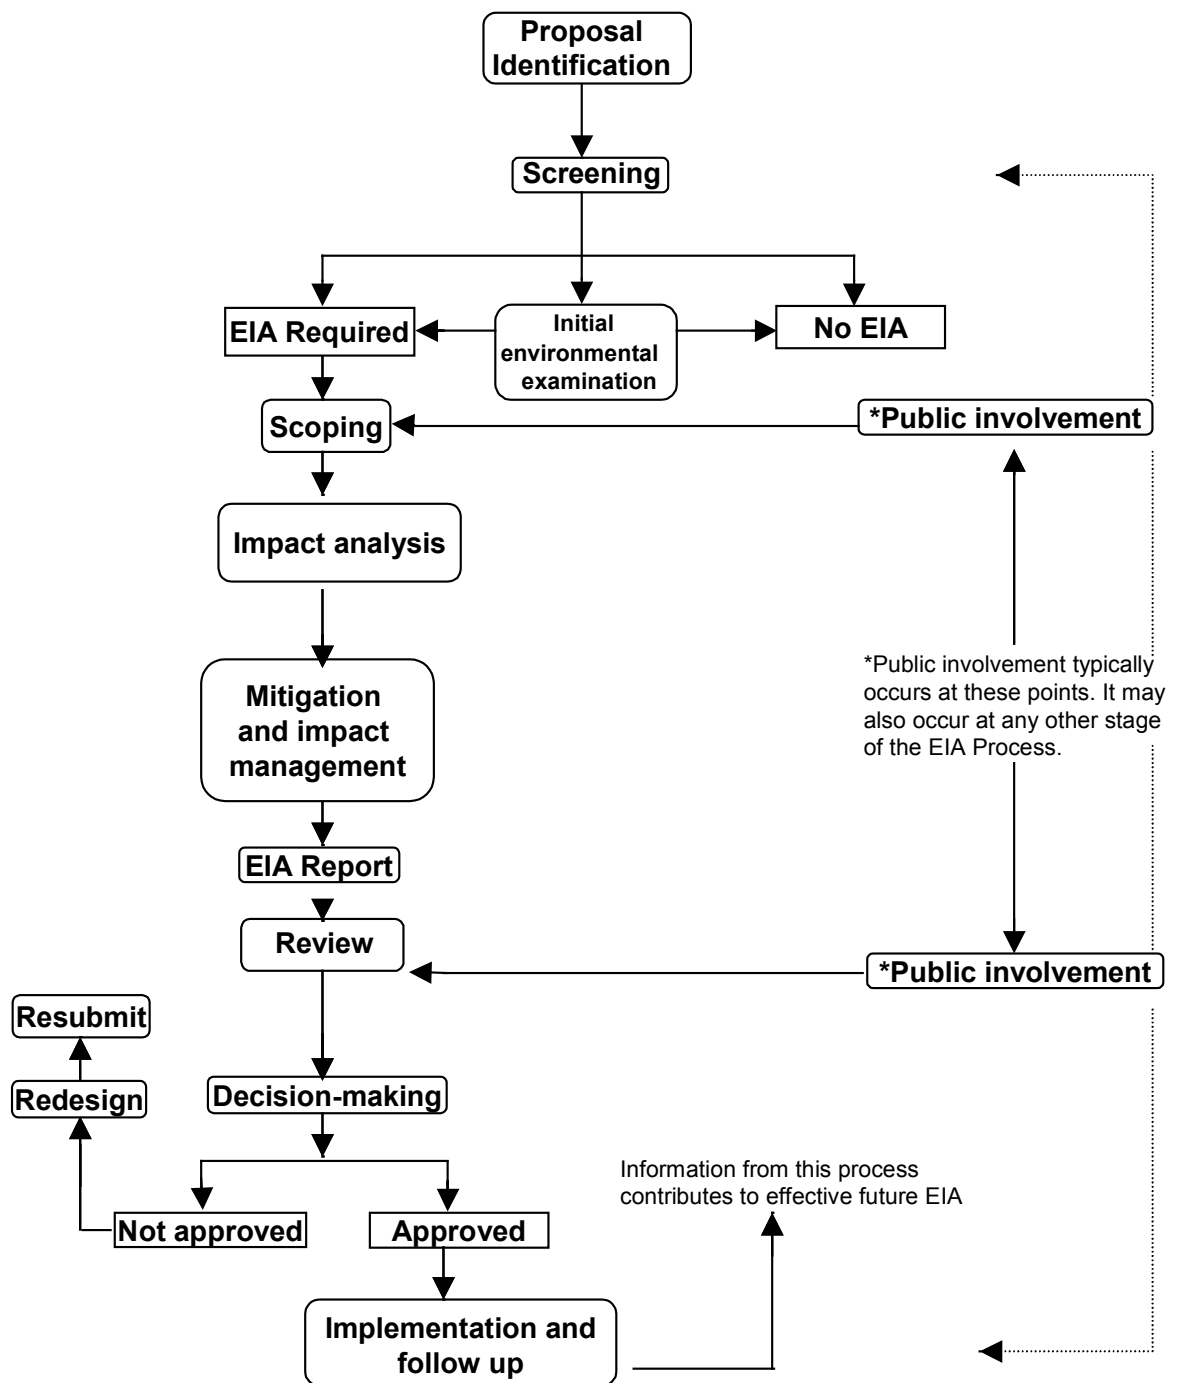 Proposal
Identification
Screening
EIA Required
Initial
environmental
examination
No EIA
Scoping
*Public involvement
Impact analysis
*Public involvement typically
occurs at these points. It may
also occur at any other stage
of the EIA Process.
Mitigation
and impact
management
EIA Report
Review
*Public involvement
Resubmit
Redesign
Decision-making
Information from this process
contributes to effective future EIA
Not approved
Approved
Implementation and
follow up